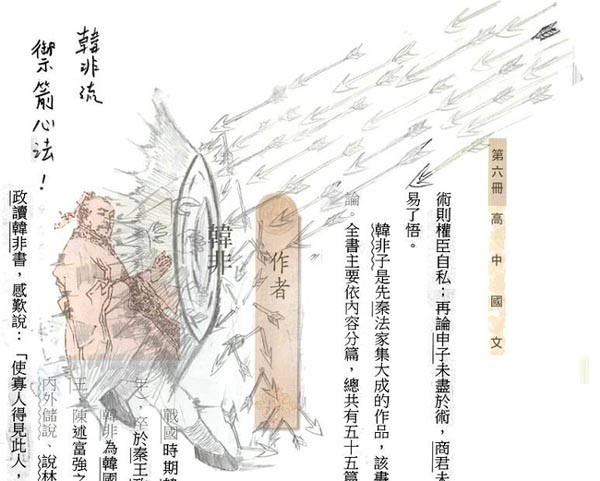 第六冊 高中國文
術則權臣自私；再論申子未盡於術，商君未
易了悟。
韓非子是先秦法家集大成的作品，該書
論。全書主要依內容分篇，總共有五十五篇
作者
韓非
戰國時期韓
年），卒於秦王政
韓非為韓國
王，陳述富強之
內外儲說、說林
政讀韓非書，感歎說：「使寡人得見此人，
韓非流
禦箭心法！